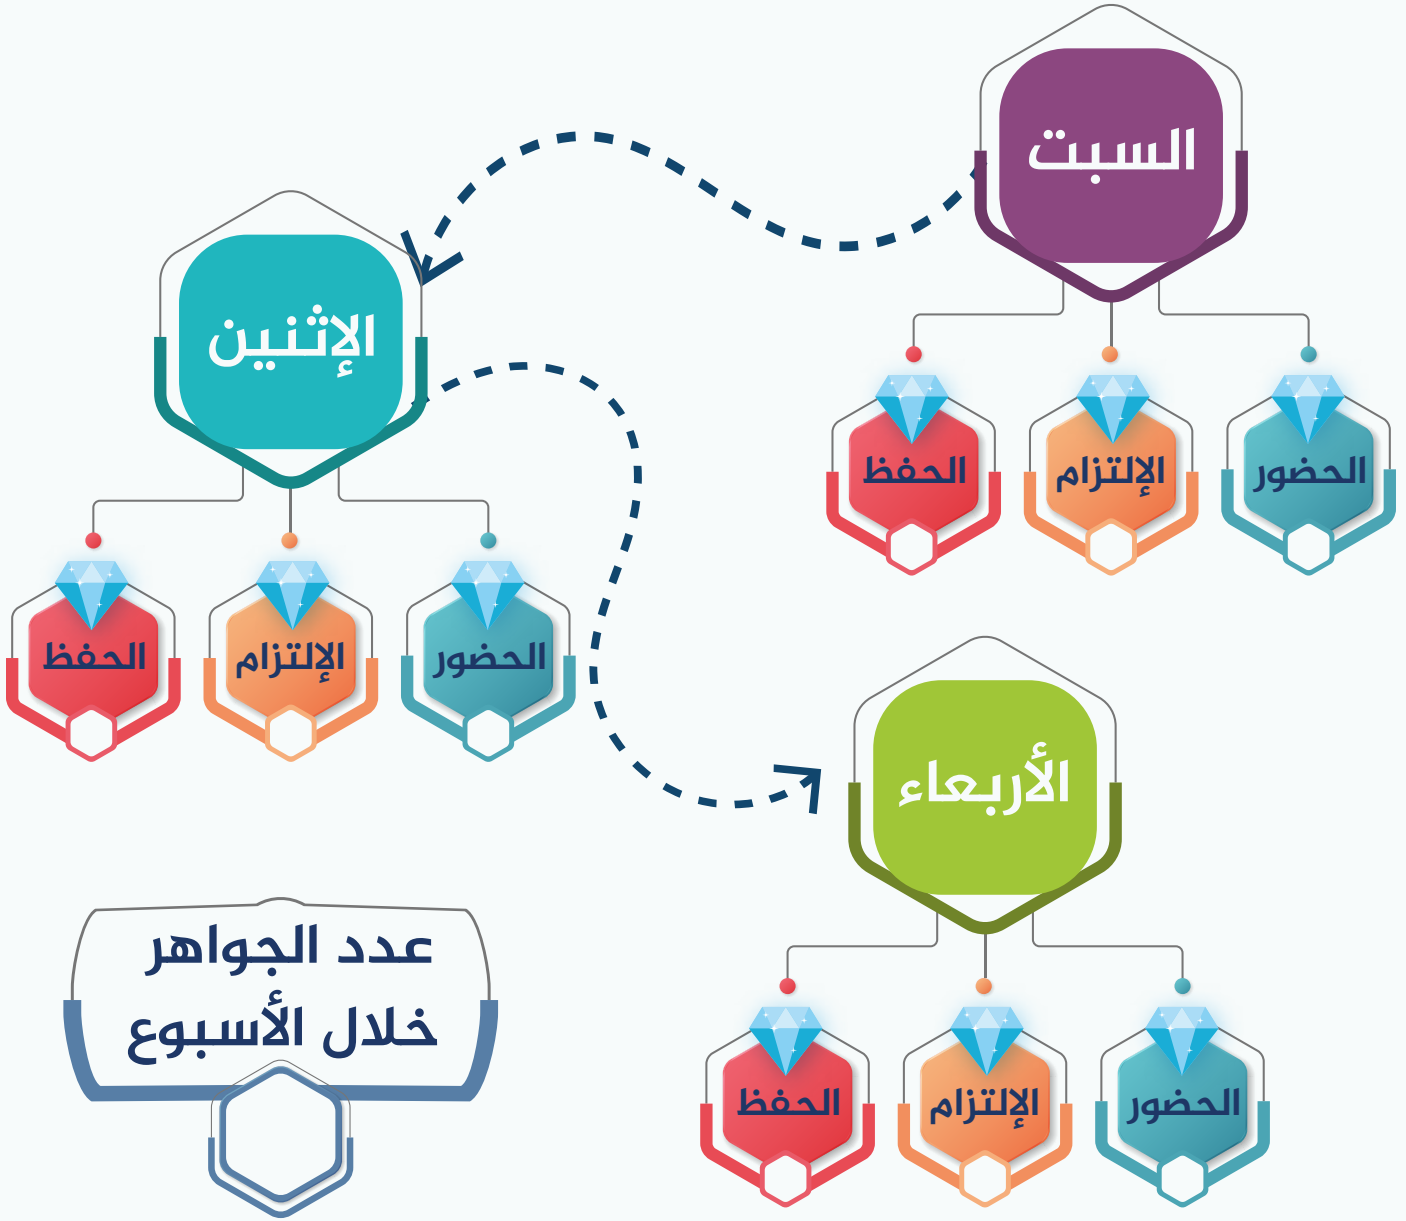 السبت
الحضور
الإلتزام
الحفظ
الإثنين
الحضور
الإلتزام
الحفظ
الأربعاء
الحضور
الإلتزام
الحفظ
عدد الجواهر
خلال الأسبوع